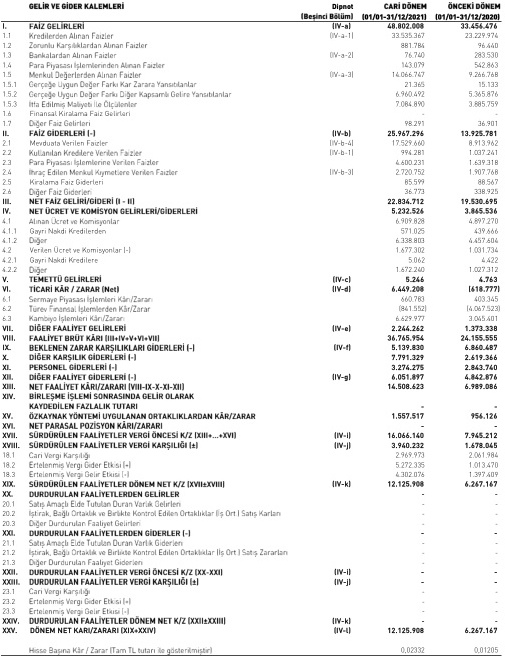 GELİR VE GİDER KALEMLERİ Dipnot CARİ DÖNEM ÖNCEKİ DÖNEM
(Beşinci Bölüm) (01/01-31/12/2021) (01/01-31/12/2020)
I. FAİZ GELİRLERİ (IV-a) 48.802.008 33.456.476
1.1 Kredilerden Alınan Faizler (IV-a-1) 33.535.367 23.229.974
1.2 Zorunlu Karşılıklardan Alınan Faizler 881.784 96.440
1.3 Bankalardan Alınan Faizler (IV-a-2) 76.740 283.530
1.4 Para Piyasası İşlemlerinden Alınan Faizler 143.079 542.863
1.5 Menkul Değerlerden Alınan Faizler (IV-a-3) 14.066.747 9.266.768
1.5.1 Gerçeğe Uygun Değer Farkı Kar Zarara Yansıtılanlar 21.365 15.133
1.5.2 Gerçeğe Uygun Değer Farkı Diğer Kapsamlı Gelire Yansıtılanlar 6.960.492 5.365.876
1.5.3 İtfa Edilmiş Maliyeti İle Ölçülenler 7.084.890 3.885.759
1.6 Finansal Kiralama Faiz Gelirleri - -
1.7 Diğer Faiz Gelirleri 98.291 36.901
II. FAİZ GİDERLERİ (-) (IV-b) 25.967.296 13.925.781
2.1 Mevduata Verilen Faizler (IV-b-4) 17.529.660 8.913.962
2.2 Kullanılan Kredilere Verilen Faizler (IV-b-1) 994.281 1.037.241
2.3 Para Piyasası İşlemlerine Verilen Faizler 4.600.231 1.639.318
2.4 İhraç Edilen Menkul Kıymetlere Verilen Faizler (IV-b-3) 2.720.752 1.907.768
2.5 Kiralama Faiz Giderleri 85.599 88.567
2.6 Diğer Faiz Giderleri 36.773 338.925
III. NET FAİZ GELİRİ/GİDERİ (I - II) 22.834.712 19.530.695
IV. NET ÜCRET VE KOMİSYON GELİRLERİ/GİDERLERİ 5.232.526 3.865.536
4.1 Alınan Ücret ve Komisyonlar 6.909.828 4.897.270
4.1.1 Gayri Nakdi Kredilerden 571.025 439.666
4.1.2 Diğer 6.338.803 4.457.604
4.2 Verilen Ücret ve Komisyonlar (-) 1.677.302 1.031.734
4.2.1 Gayri Nakdi Kredilere 5.062 4.422
4.2.2 Diğer 1.672.240 1.027.312
V. TEMETTÜ GELİRLERİ (IV-c) 5.246 4.763
VI. TİCARİ KÂR / ZARAR (Net) (IV-d) 6.449.208 (618.777)
6.1 Sermaye Piyasası İşlemleri Kârı/Zararı 660.783 403.345
6.2 Türev Finansal İşlemlerden Kâr/Zarar (841.552) (4.067.523)
6.3 Kambiyo İşlemleri Kârı/Zararı 6.629.977 3.045.401
VII. DİĞER FAALİYET GELİRLERİ (IV-e) 2.244.262 1.373.338
VIII. FAALİYET BRÜT KÂRI (III+IV+V+VI+VII) 36.765.954 24.155.555
IX. BEKLENEN ZARAR KARŞILIKLARI GİDERLERİ (-) (IV-f) 5.139.830 6.860.487
X. DİĞER KARŞILIK GİDERLERİ (-) 7.791.329 2.619.366
XI. PERSONEL GİDERLERİ (-) 3.274.275 2.843.740
XII. DİĞER FAALİYET GİDERLERİ (-) (IV-g) 6.051.897 4.842.876
XIII. NET FAALİYET KÂRI/ZARARI (VIII-IX-X-XI-XII) 14.508.623 6.989.086
XIV. BİRLEŞME İŞLEMİ SONRASINDA GELİR OLARAK
KAYDEDİLEN FAZLALIK TUTARI - -
XV. ÖZKAYNAK YÖNTEMİ UYGULANAN ORTAKLIKLARDAN KÂR/ZARAR 1.557.517 956.126
XVI. NET PARASAL POZİSYON KÂRI/ZARARI - -
XVII. SÜRDÜRÜLEN FAALİYETLER VERGİ ÖNCESİ K/Z (XIII+...+XVI) (IV-i) 16.066.140 7.945.212
XVIII. SÜRDÜRÜLEN FAALİYETLER VERGİ KARŞILIĞI (±) (IV-j) 3.940.232 1.678.045
18.1 Cari Vergi Karşılığı 2.969.973 2.061.984
18.2 Ertelenmiş Vergi Gider Etkisi (+) 5.272.335 1.013.470
18.3 Ertelenmiş Vergi Gelir Etkisi (-) 4.302.076 1.397.409
XIX. SÜRDÜRÜLEN FAALİYETLER DÖNEM NET K/Z (XVII±XVIII) (IV-k) 12.125.908 6.267.167
XX. DURDURULAN FAALİYETLERDEN GELİRLER - -
20.1 Satış Amaçlı Elde Tutulan Duran Varlık Gelirleri - -
20.2 İştirak, Bağlı Ortaklık ve Birlikte Kontrol Edilen Ortaklıklar (İş Ort.) Satış Karları - -
20.3 Diğer Durdurulan Faaliyet Gelirleri - -
XXI. DURDURULAN FAALİYETLERDEN GİDERLER (-) - -
21.1 Satış Amaçlı Elde Tutulan Duran Varlık Giderleri - -
21.2 İştirak, Bağlı Ortaklık ve Birlikte Kontrol Edilen Ortaklıklar (İş Ort.) Satış Zararları - -
21.3 Diğer Durdurulan Faaliyet Giderleri - -
XXII. DURDURULAN FAALİYETLER VERGİ ÖNCESİ K/Z (XX-XXI) (IV-i) - -
XXIII. DURDURULAN FAALİYETLER VERGİ KARŞILIĞI (±) (IV-j) - -
23.1 Cari Vergi Karşılığı - -
23.2 Ertelenmiş Vergi Gider Etkisi (+) - -
23.3 Ertelenmiş Vergi Gelir Etkisi (-) - -
XXIV. DURDURULAN FAALİYETLER DÖNEM NET K/Z (XXII±XXIII) (IV-k) - -
XXV. DÖNEM NET KARI/ZARARI (XIX+XXIV) (IV-l) 12.125.908 6.267.167
Hisse Başına Kâr / Zarar (Tam TL tutarı ile gösterilmiştir) 0,02332 0,01205